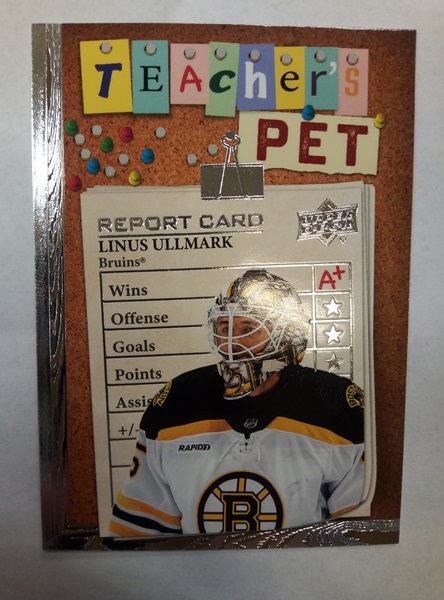 TEAcher's
PET
REPORT CARD
UPPER DECK
LINUS ULLMARK
Bruins®
Wins A+
Offense
Goals
Points
+/-
RAPID7
B